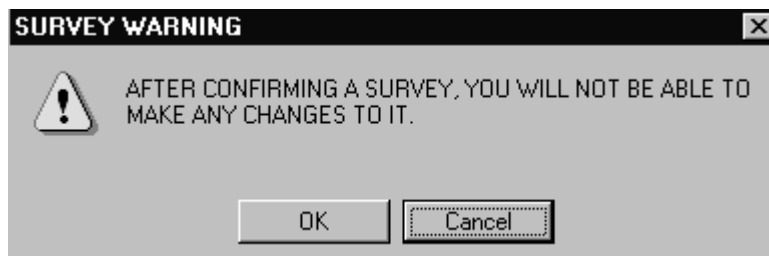 SURVEY WARNING
AFTER CONFIRMING A SURVEY, YOU WILL NOT BE ABLE TO
MAKE ANY CHANGES TO IT.
OK Cancel